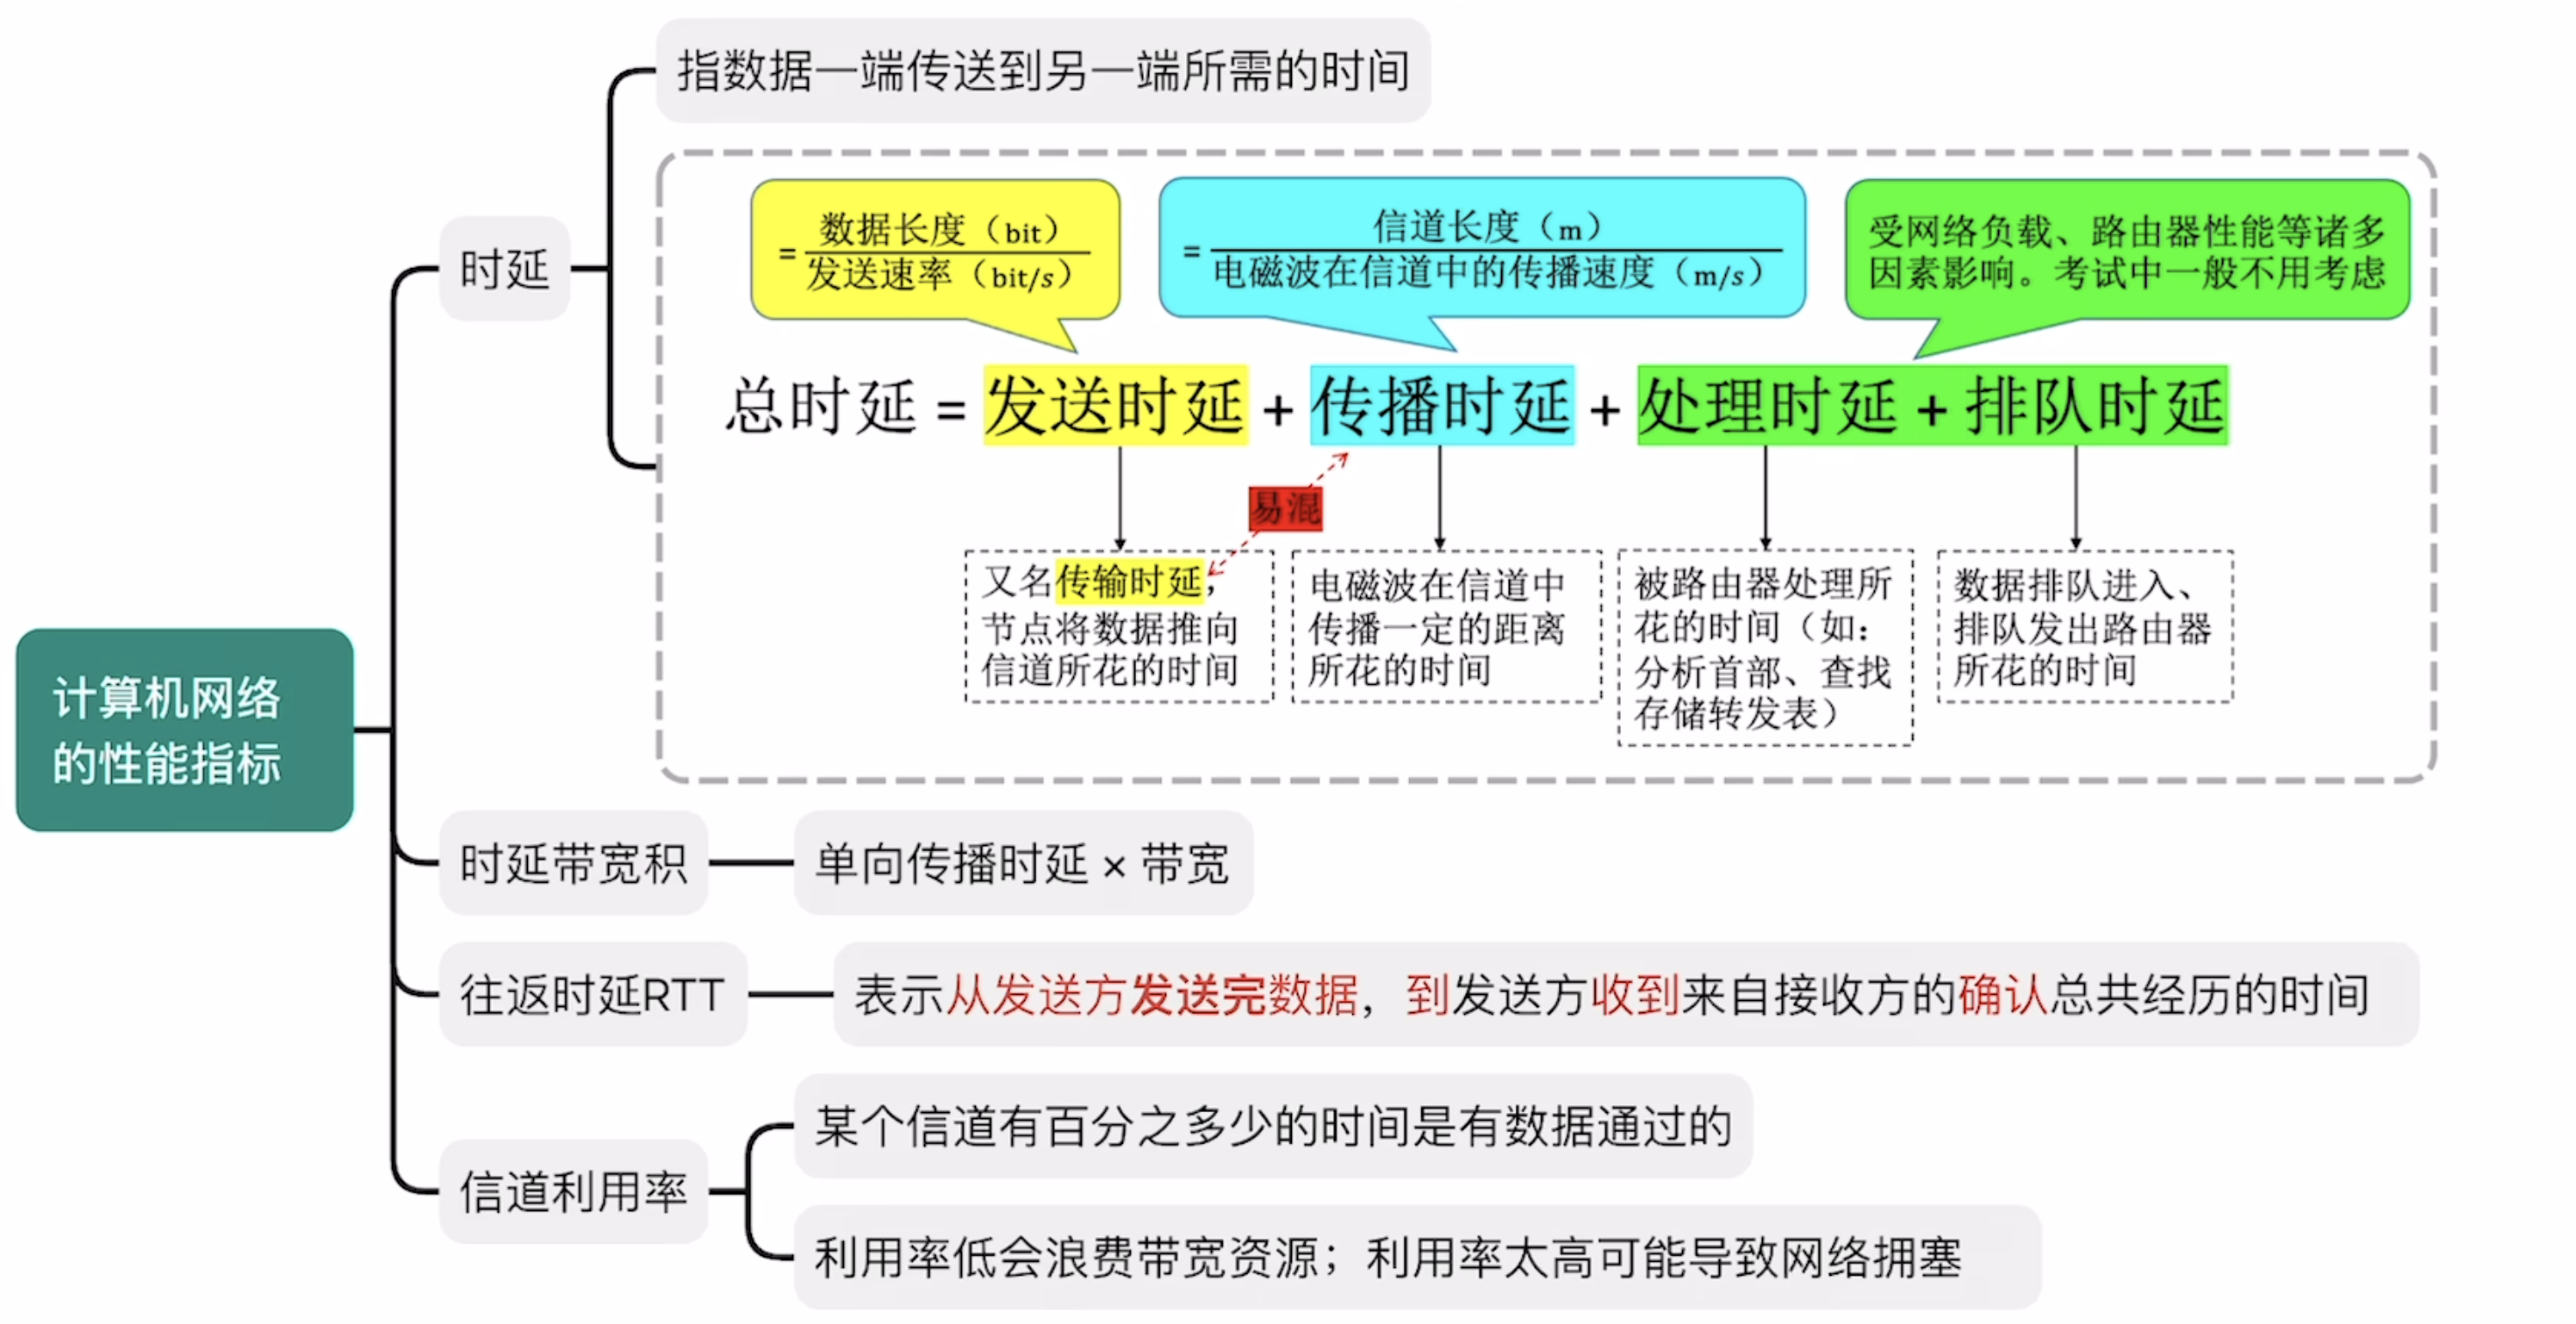 指数据一端传送到另一端所需的时间
= 数据长度（bit）
发送速率（bit/s）
= 信道长度（m）
电磁波在信道中的传播速度（m/s）
受网络负载、路由器性能等诸多
因素影响。考试中一般不用考虑
时延
总时延 = 发送时延 + 传播时延 + 处理时延 + 排队时延
易混
又名传输时延，
节点将数据推向
信道所花的时间
电磁波在信道中
传播一定的距离
所花的时间
被路由器处理所
花的时间（如：
分析首部、查找
存储转发表）
数据排队进入、
排队发出路由器
所花的时间
计算机网络
的性能指标
时延带宽积
单向传播时延 × 带宽
往返时延RTT
表示从发送方发送完数据，到发送方收到来自接收方的确认总共经历的时间
信道利用率
某个信道有百分之多少的时间是有数据通过的
利用率低会浪费带宽资源；利用率太高可能导致网络拥塞